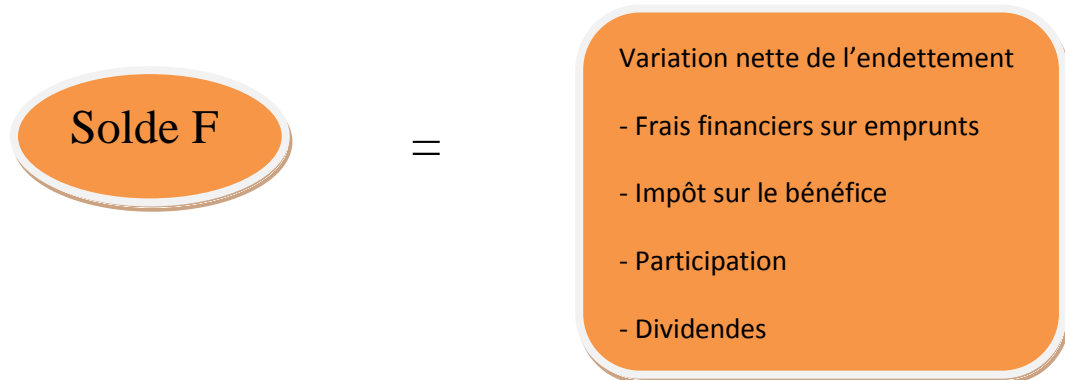 Solde F
=
Variation nette de l’endettement
- Frais financiers sur emprunts
- Impôt sur le bénéfice
- Participation
- Dividendes